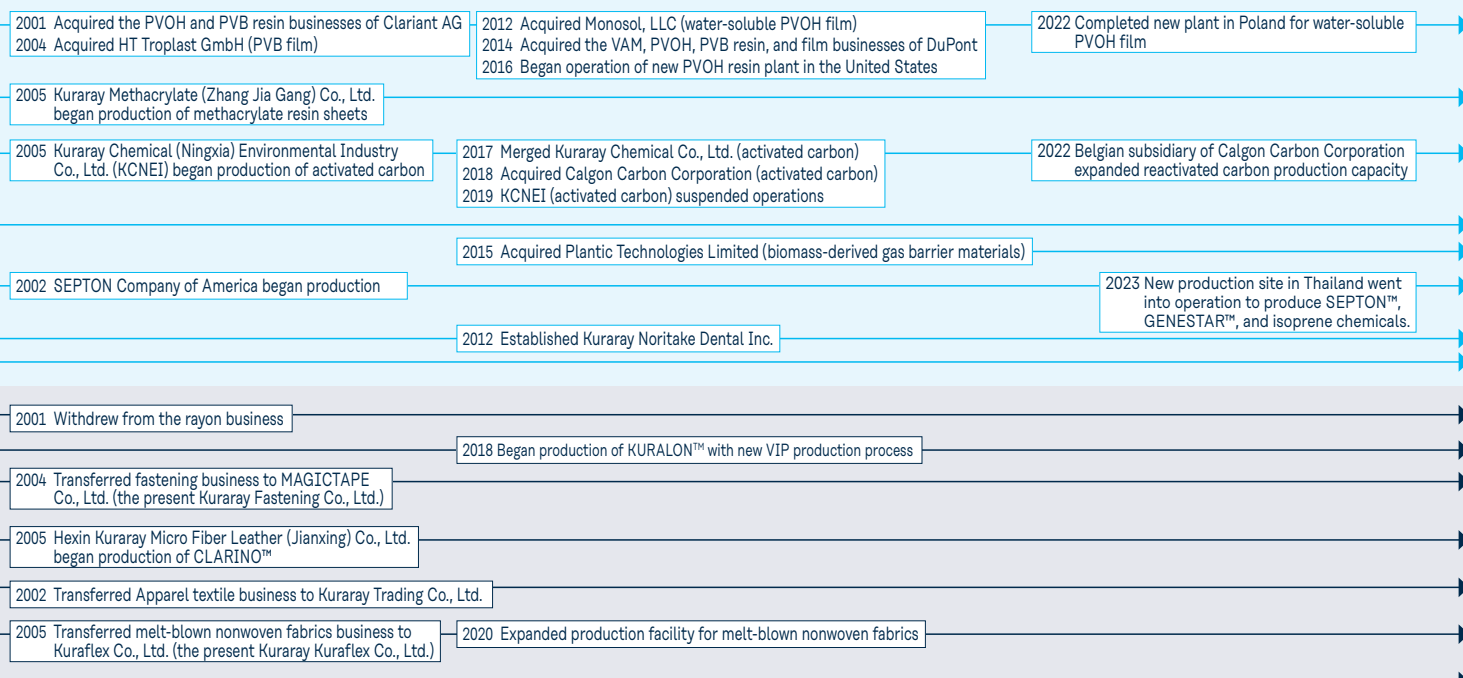 2001 Acquired the PVOH and PVB resin businesses of Clariant AG
2004 Acquired HT Troplast GmbH (PVB film)
2012 Acquired Monosol, LLC (water-soluble PVOH film)
2014 Acquired the VAM, PVOH, PVB resin, and film businesses of DuPont
2016 Began operation of new PVOH resin plant in the United States
2022 Completed new plant in Poland for water-soluble
PVOH film
2005 Kuraray Methacrylate (Zhang Jia Gang) Co., Ltd.
began production of methacrylate resin sheets
2005 Kuraray Chemical (Ningxia) Environmental Industry
Co., Ltd. (KCNEI) began production of activated carbon
2017 Merged Kuraray Chemical Co., Ltd. (activated carbon)
2018 Acquired Calgon Carbon Corporation (activated carbon)
2019 KCNEI (activated carbon) suspended operations
2022 Belgian subsidiary of Calgon Carbon Corporation
expanded reactivated carbon production capacity
2015 Acquired Plantic Technologies Limited (biomass-derived gas barrier materials)
2002 SEPTON Company of America began production
2023 New production site in Thailand went
into operation to produce SEPTON™,
GENESTAR™, and isoprene chemicals.
2012 Established Kuraray Noritake Dental Inc.
2001 Withdrew from the rayon business
2018 Began production of KURALON™ with new VIP production process
2004 Transferred fastening business to MAGICTAPE
Co., Ltd. (the present Kuraray Fastening Co., Ltd.)
2005 Hexin Kuraray Micro Fiber Leather (Jianxing) Co., Ltd.
began production of CLARINO™
2002 Transferred Apparel textile business to Kuraray Trading Co., Ltd.
2005 Transferred melt-blown nonwoven fabrics business to
Kuraflex Co., Ltd. (the present Kuraray Kuraflex Co., Ltd.)
2020 Expanded production facility for melt-blown nonwoven fabrics